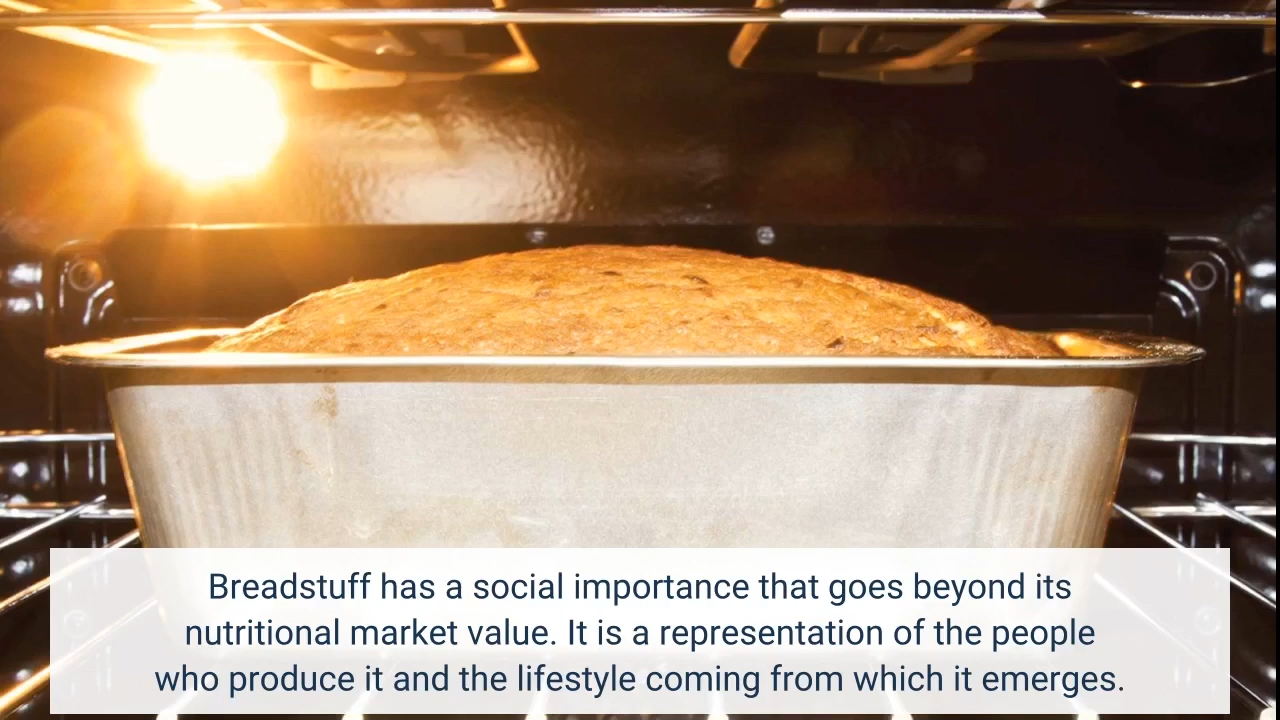 Breadstuff has a social importance that goes beyond its
nutritional market value. It is a representation of the people
who produce it and the lifestyle coming from which it emerges.